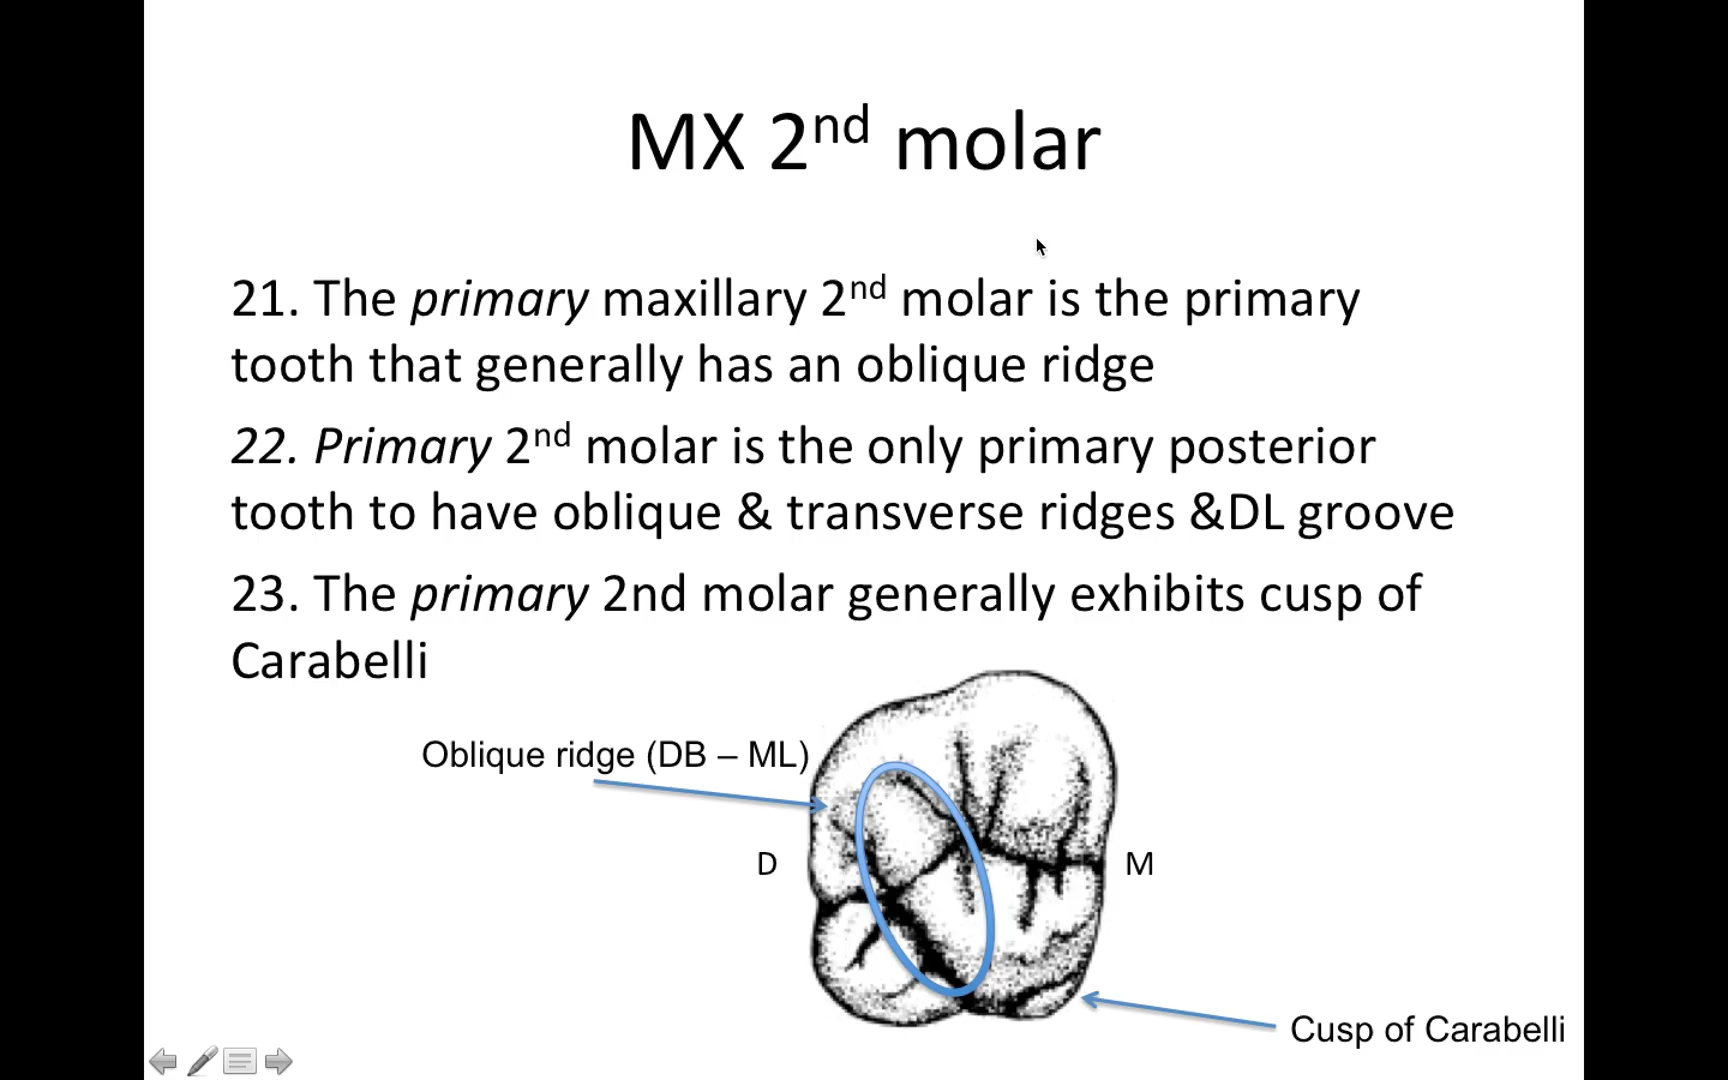 MX 2nd molar
21. The primary maxillary 2nd molar is the primary
tooth that generally has an oblique ridge
22. Primary 2nd molar is the only primary posterior
tooth to have oblique & transverse ridges &DL groove
23. The primary 2nd molar generally exhibits cusp of
Carabelli
Oblique ridge (DB – ML)
D
M
Cusp of Carabelli